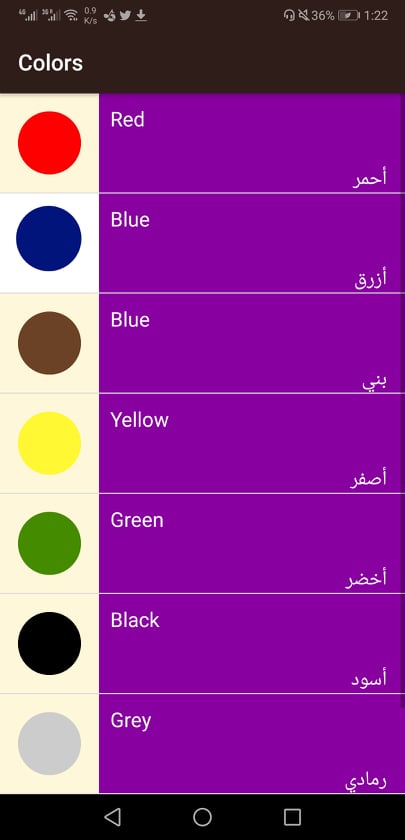 4G 3G R 0.9 K/s 36% 1:22
Colors
Red
أحمر
Blue
أزرق
Blue
بني
Yellow
أصفر
Green
أخضر
Black
أسود
Grey
رمادي